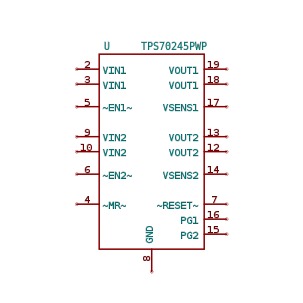 U TPS70245PWP
2 VIN1 VOUT1 19
3 VIN1 VOUT1 18
5 ~EN1~ VSENS1 17
9 VIN2 VOUT2 13
10 VIN2 VOUT2 12
6 ~EN2~ VSENS2 14
4 ~MR~ ~RESET~ 7
PG1 16
PG2 15
GND
8